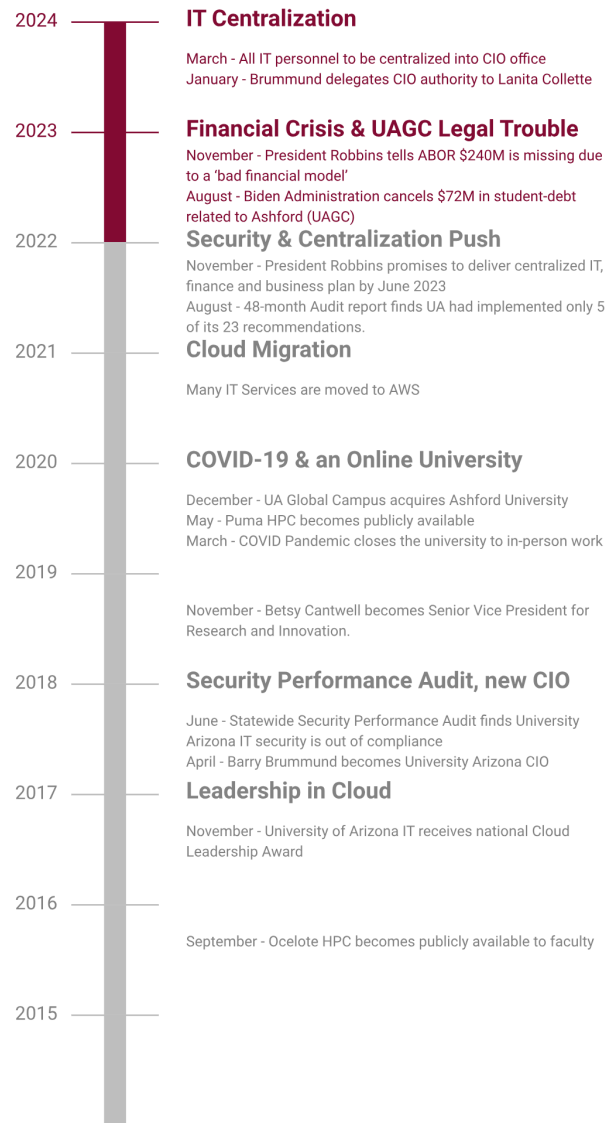 2024
IT Centralization
March - All IT personnel to be centralized into CIO office
January - Brummund delegates CIO authority to Lanita Collette
2023
Financial Crisis & UAGC Legal Trouble
November - President Robbins tells ABOR $240M is missing due
to a ‘bad financial model’
August - Biden Administration cancels $72M in student-debt
related to Ashford (UAGC)
2022
Security & Centralization Push
November - President Robbins promises to deliver centralized IT,
finance and business plan by June 2023
August - 48-month Audit report finds UA had implemented only 5
of its 23 recommendations.
2021
Cloud Migration
Many IT Services are moved to AWS
2020
COVID-19 & an Online University
December - UA Global Campus acquires Ashford University
May - Puma HPC becomes publicly available
March - COVID Pandemic closes the university to in-person work
2019
November - Betsy Cantwell becomes Senior Vice President for
Research and Innovation.
2018
Security Performance Audit, new CIO
June - Statewide Security Performance Audit finds University
Arizona IT security is out of compliance
April - Barry Brummund becomes University Arizona CIO
2017
Leadership in Cloud
November - University of Arizona IT receives national Cloud
Leadership Award
2016
September - Ocelote HPC becomes publicly available to faculty
2015